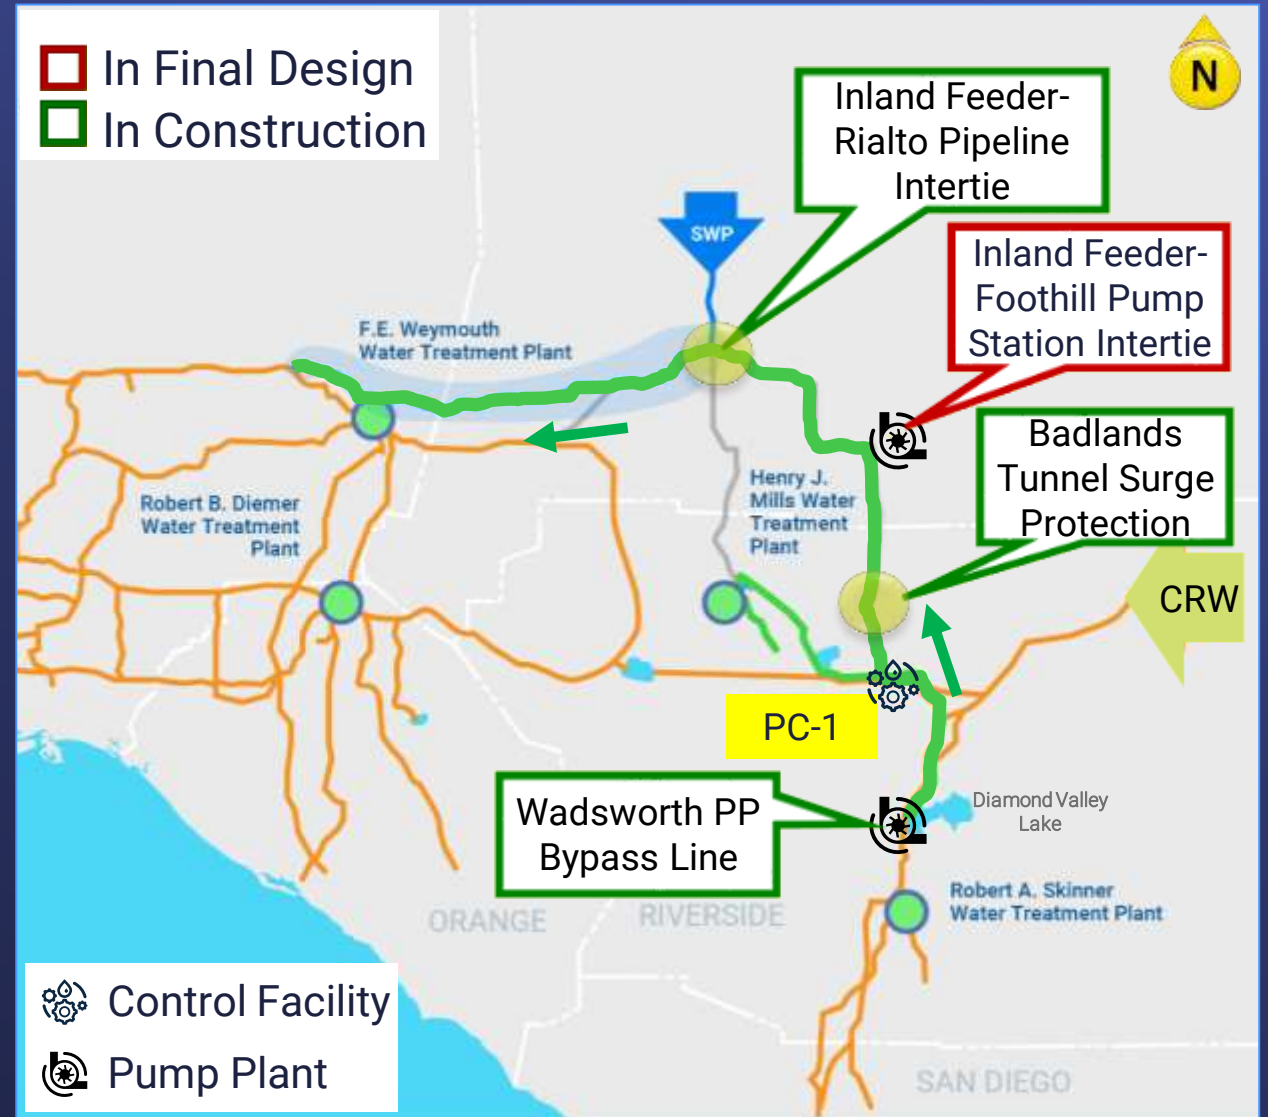 In Final Design
In Construction
N
Inland Feeder-
Rialto Pipeline
Intertie
SWP
Inland Feeder-
Foothill Pump
Station Intertie
F.E. Weymouth
Water Treatment Plant
Badlands
Tunnel Surge
Protection
Henry J.
Mills Water
Treatment
Plant
Robert B. Diemer
Water Treatment
Plant
CRW
PC-1
Wadsworth PP
Bypass Line
Diamond Valley
Lake
Robert A. Skinner
Water Treatment Plant
ORANGE
RIVERSIDE
Control Facility
Pump Plant
SAN DIEGO